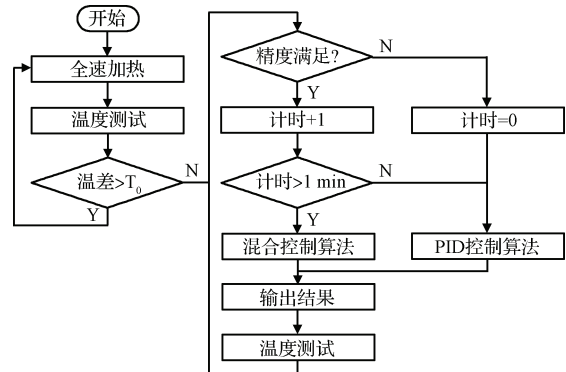 开始
全速加热
温度测试
温差>T₀
Y
N
精度满足?
N
Y
计时+1
计时=0
计时>1 min
N
Y
混合控制算法
PID控制算法
输出结果
温度测试